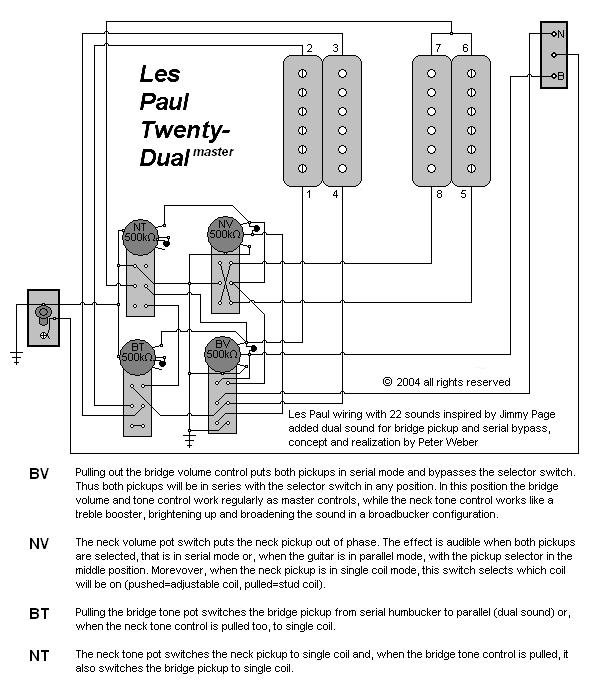 2 3 7 6 N
B
Les
Paul
Twenty-
Dual master
1 4 8 5
NT
500kΩ
NV
500kΩ
BT
500kΩ
BV
500kΩ
© 2004 all rights reserved
Les Paul wiring with 22 sounds inspired by Jimmy Page
added dual sound for bridge pickup and serial bypass,
concept and realization by Peter Weber
BV Pulling out the bridge volume control puts both pickups in serial mode and bypasses the selector switch.
Thus both pickups will be in series with the selector switch in any position. In this position the bridge
volume and tone control work regularly as master controls, while the neck tone control works like a
treble booster, brightening up and broadening the sound in a broadbucker configuration.
NV The neck volume pot switch puts the neck pickup out of phase. The effect is audible when both pickups
are selected, that is in serial mode or, when the guitar is in parallel mode, with the pickup selector in the
middle position. Morevover, when the neck pickup is in single coil mode, this switch selects which coil
will be on (pushed=adjustable coil, pulled=stud coil).
BT Pulling the bridge tone pot switches the bridge pickup from serial humbucker to parallel (dual sound) or,
when the neck tone control is pulled too, to single coil.
NT The neck tone pot switches the neck pickup to single coil and, when the bridge tone control is pulled, it
also switches the bridge pickup to single coil.